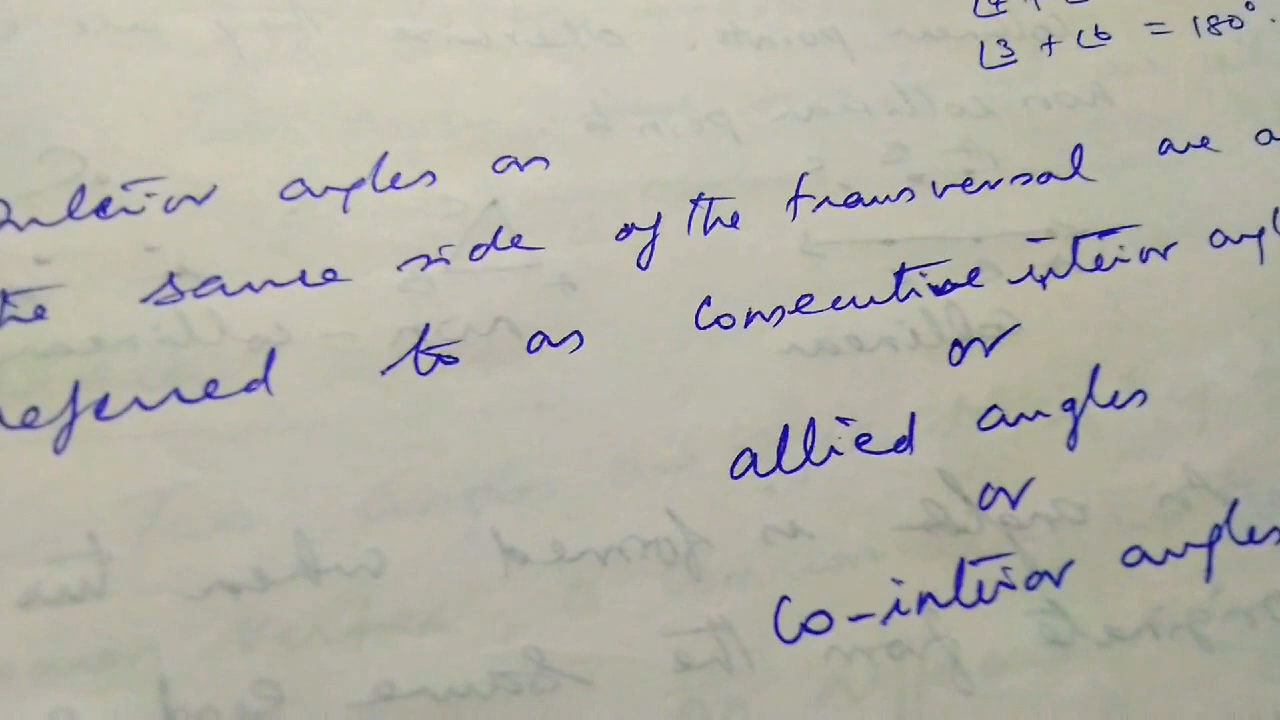 ∠3 + ∠6 = 180°.
Interior angles on
the same side of the transversal are a
referred to as consecutive interior angl
or
allied angles
or
Co-interior angles